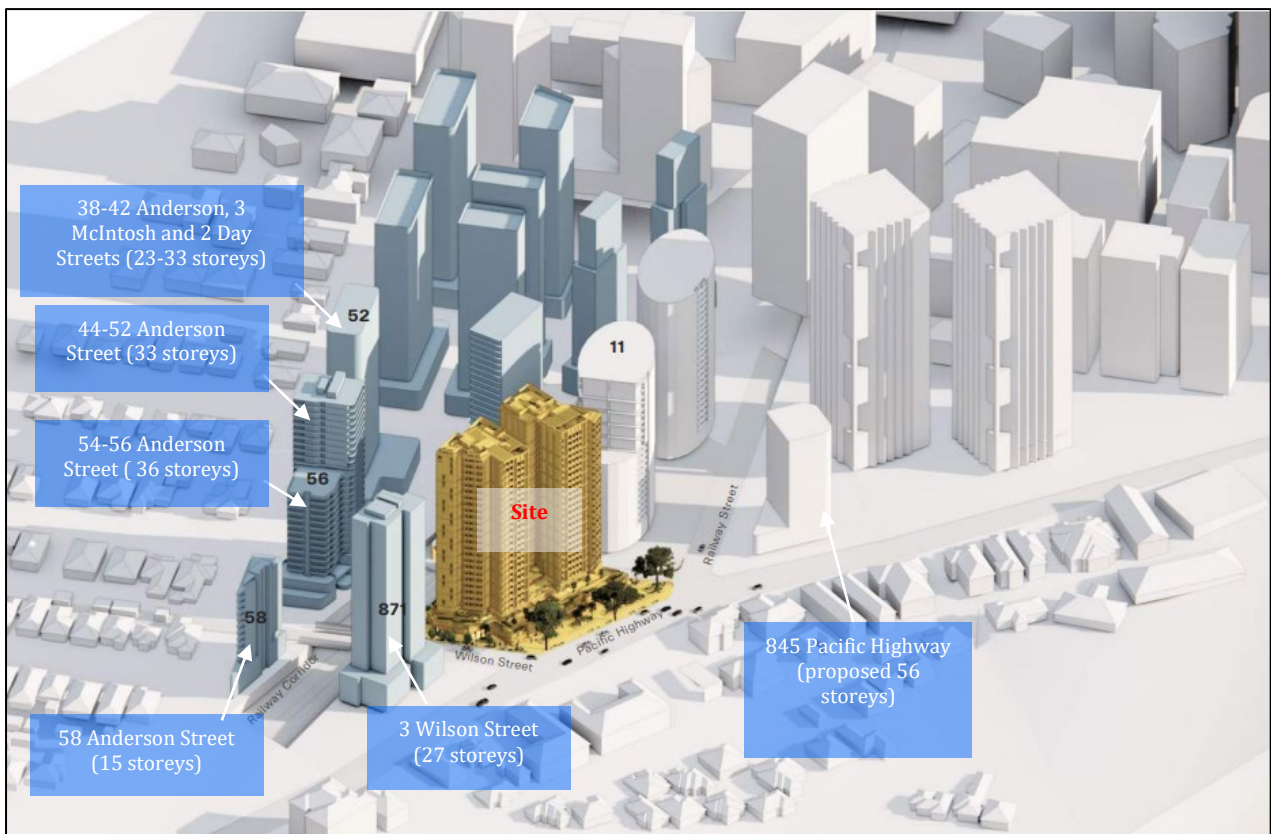 38-42 Anderson, 3
McIntosh and 2 Day
Streets (23-33 storeys)
44-52 Anderson
Street (33 storeys)
54-56 Anderson
Street ( 36 storeys)
58 Anderson Street
(15 storeys)
3 Wilson Street
(27 storeys)
845 Pacific Highway
(proposed 56
storeys)
52
11
56
Site
58
871
Railway Street
Pacific Highway
Wilson Street
Railway Corridor